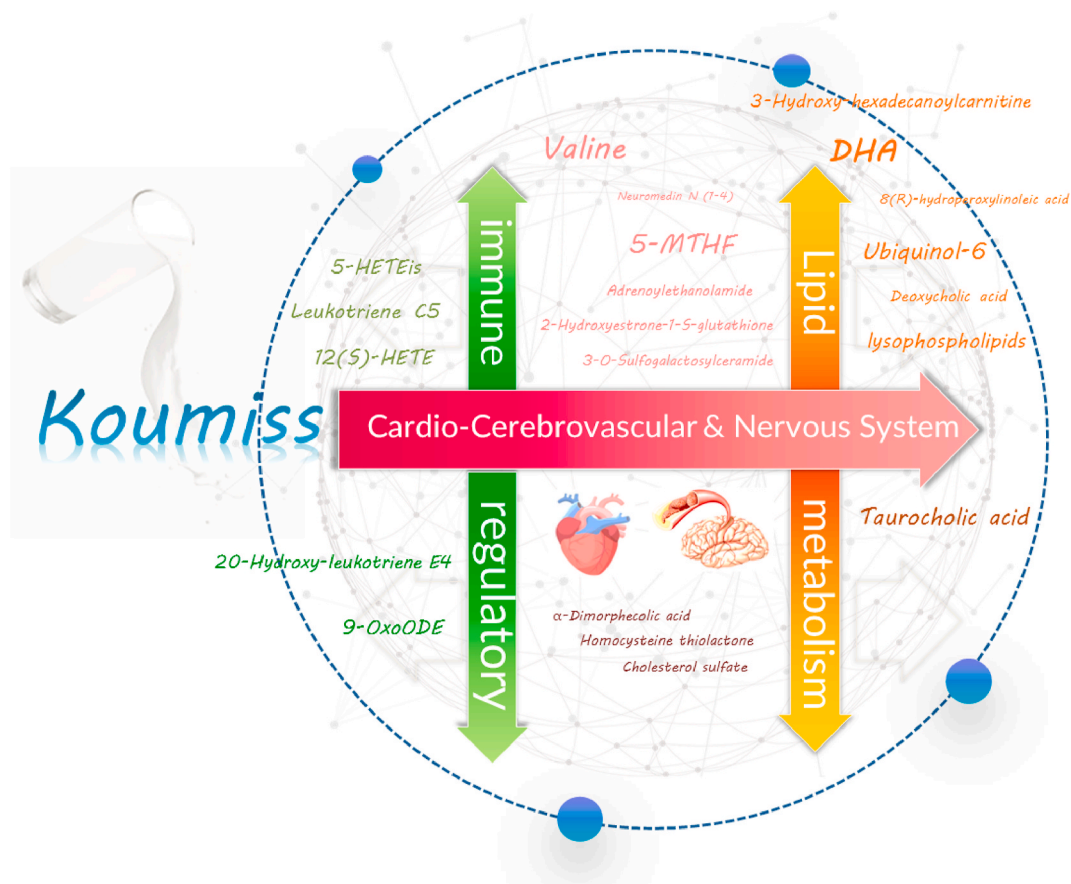 3-Hydroxy-hexadecanoylcarnitine
Valine
DHA
Neuromedin N (1-4)
8(R)-hydroperoxylinoleic acid
5-MTHF
Ubiquinol-6
5-HETEis
Adrenoylethanolamide
Deoxycholic acid
Leukotriene C5
2-Hydroxyestrone-1-S-glutathione
12(S)-HETE
3-O-Sulfogalactosylceramide
lysophospholipids
immune
Lipid
Koumiss
Cardio-Cerebrovascular & Nervous System
regulatory
metabolism
Taurocholic acid
20-Hydroxy-leukotriene E4
9-OxoODE
α-Dimorphecolic acid
Homocysteine thiolactone
Cholesterol sulfate